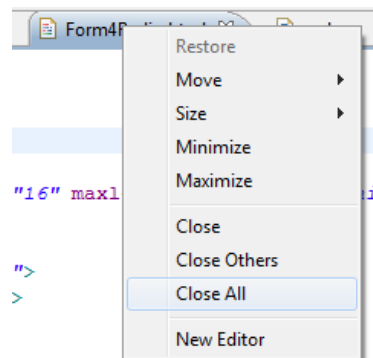 Form4
Restore
Move
Size
Minimize
Maximize
"16" maxl
Close
Close Others
">
Close All
>
New Editor